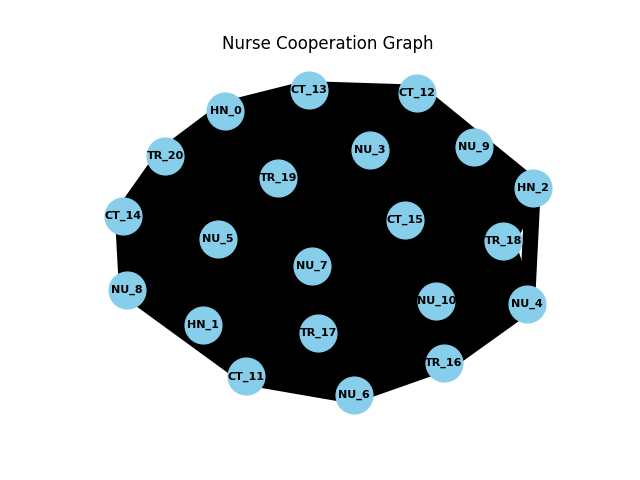 Nurse Cooperation Graph
CT_13
CT_12
HN_0
NU_9
NU_3
TR_20
TR_19
HN_2
CT_14
CT_15
NU_5
TR_18
NU_7
NU_8
NU_10
NU_4
HN_1
TR_17
TR_16
CT_11
NU_6